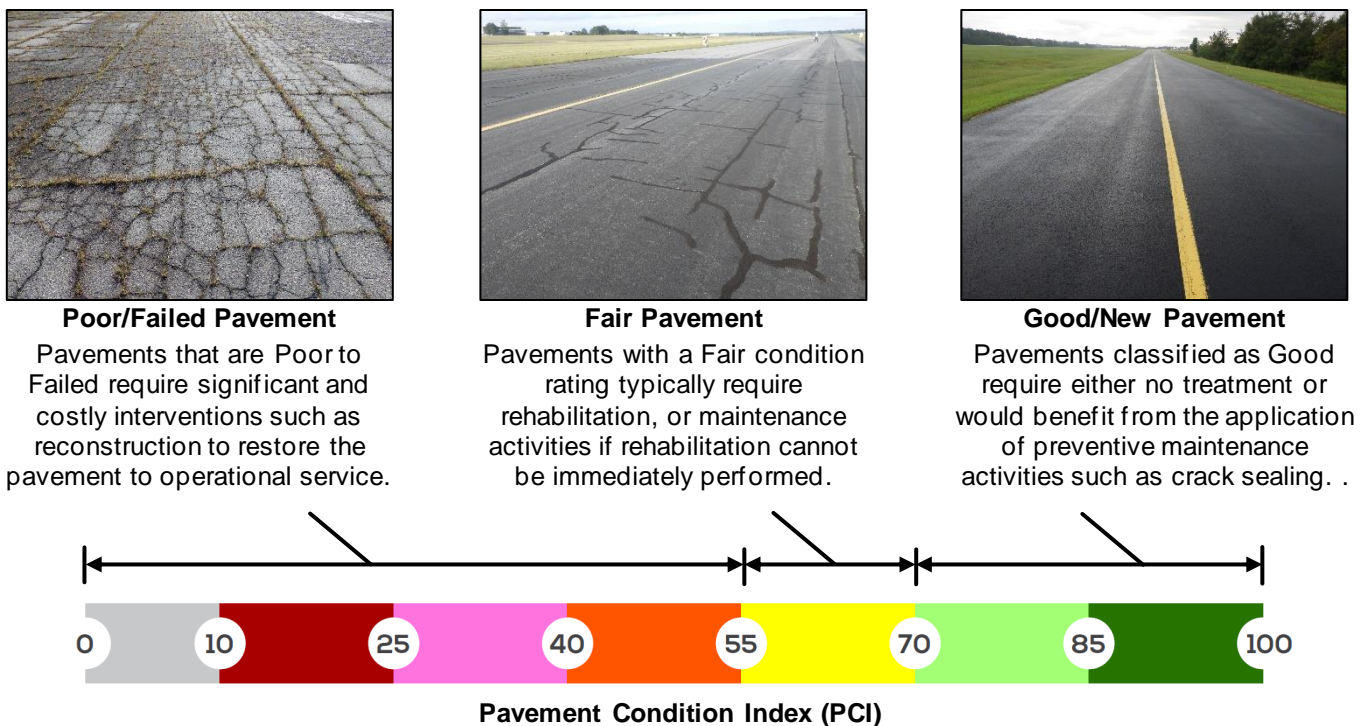 Poor/Failed Pavement
Pavements that are Poor to
Failed require significant and
costly interventions such as
reconstruction to restore the
pavement to operational service.
Fair Pavement
Pavements with a Fair condition
rating typically require
rehabilitation, or maintenance
activities if rehabilitation cannot
be immediately performed.
Good/New Pavement
Pavements classified as Good
require either no treatment or
would benefit from the application
of preventive maintenance
activities such as crack sealing. .
0 10 25 40 55 70 85 100
Pavement Condition Index (PCI)